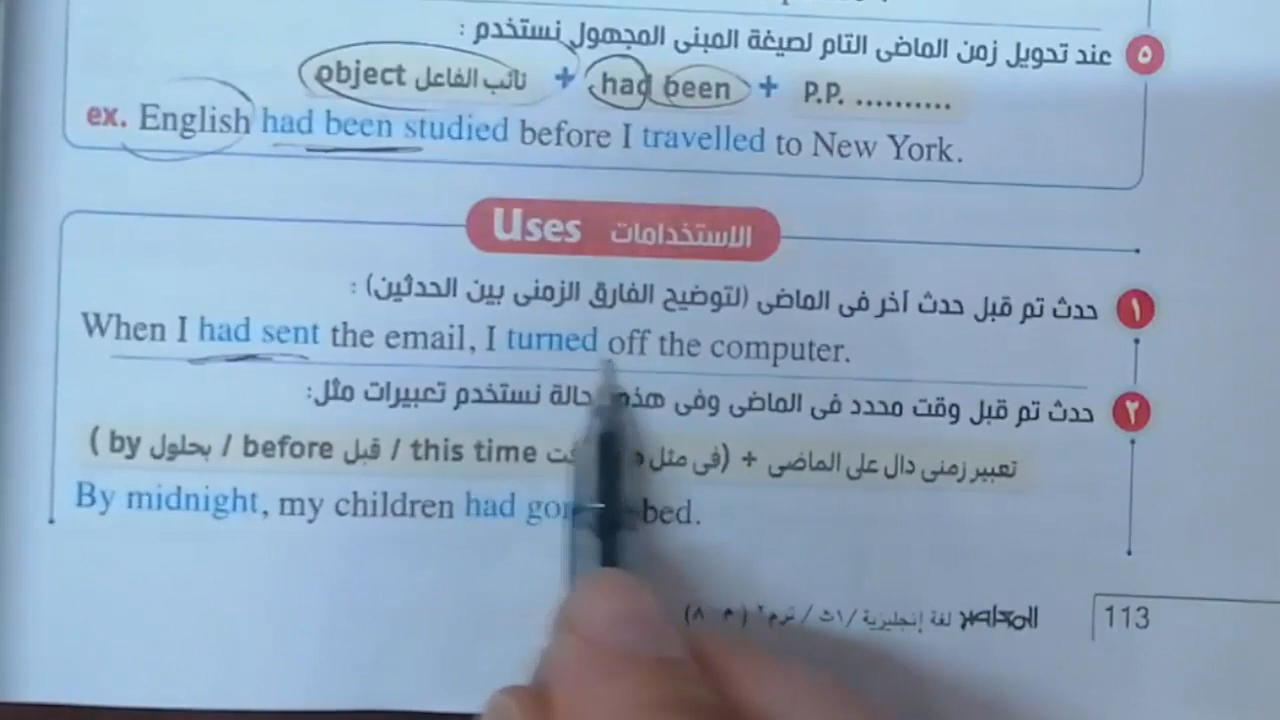 ٥ عند تحويل زمن الماضى التام لصيغة المبنى المجهول نستخدم :
object نائب الفاعل + had been + P.P. ..........
ex. English had been studied before I travelled to New York.
Uses الاستخدامات
١ حدث تم قبل حدث آخر فى الماضى (لتوضيح الفارق الزمنى بين الحدثين) :
When I had sent the email, I turned off the computer.
٢ حدث تم قبل وقت محدد فى الماضى وفى نستخدم تعبيرات مثل:
( by بحلول / before قبل / this time فى مثل) + تعبير زمنى دال على الماضى
By midnight, my children had bed.
المعاصر لغة إنجليزية /١ث/ ترم٢ (م ٨)
113